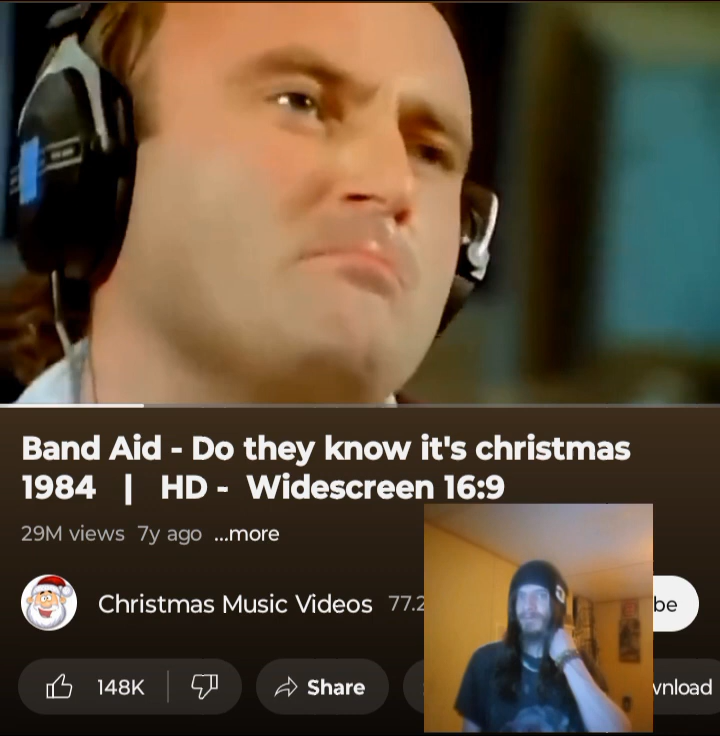 Band Aid - Do they know it's christmas
1984 | HD - Widescreen 16:9
29M views 7y ago ...more
Christmas Music Videos 77.2
be
148K Share
wnload